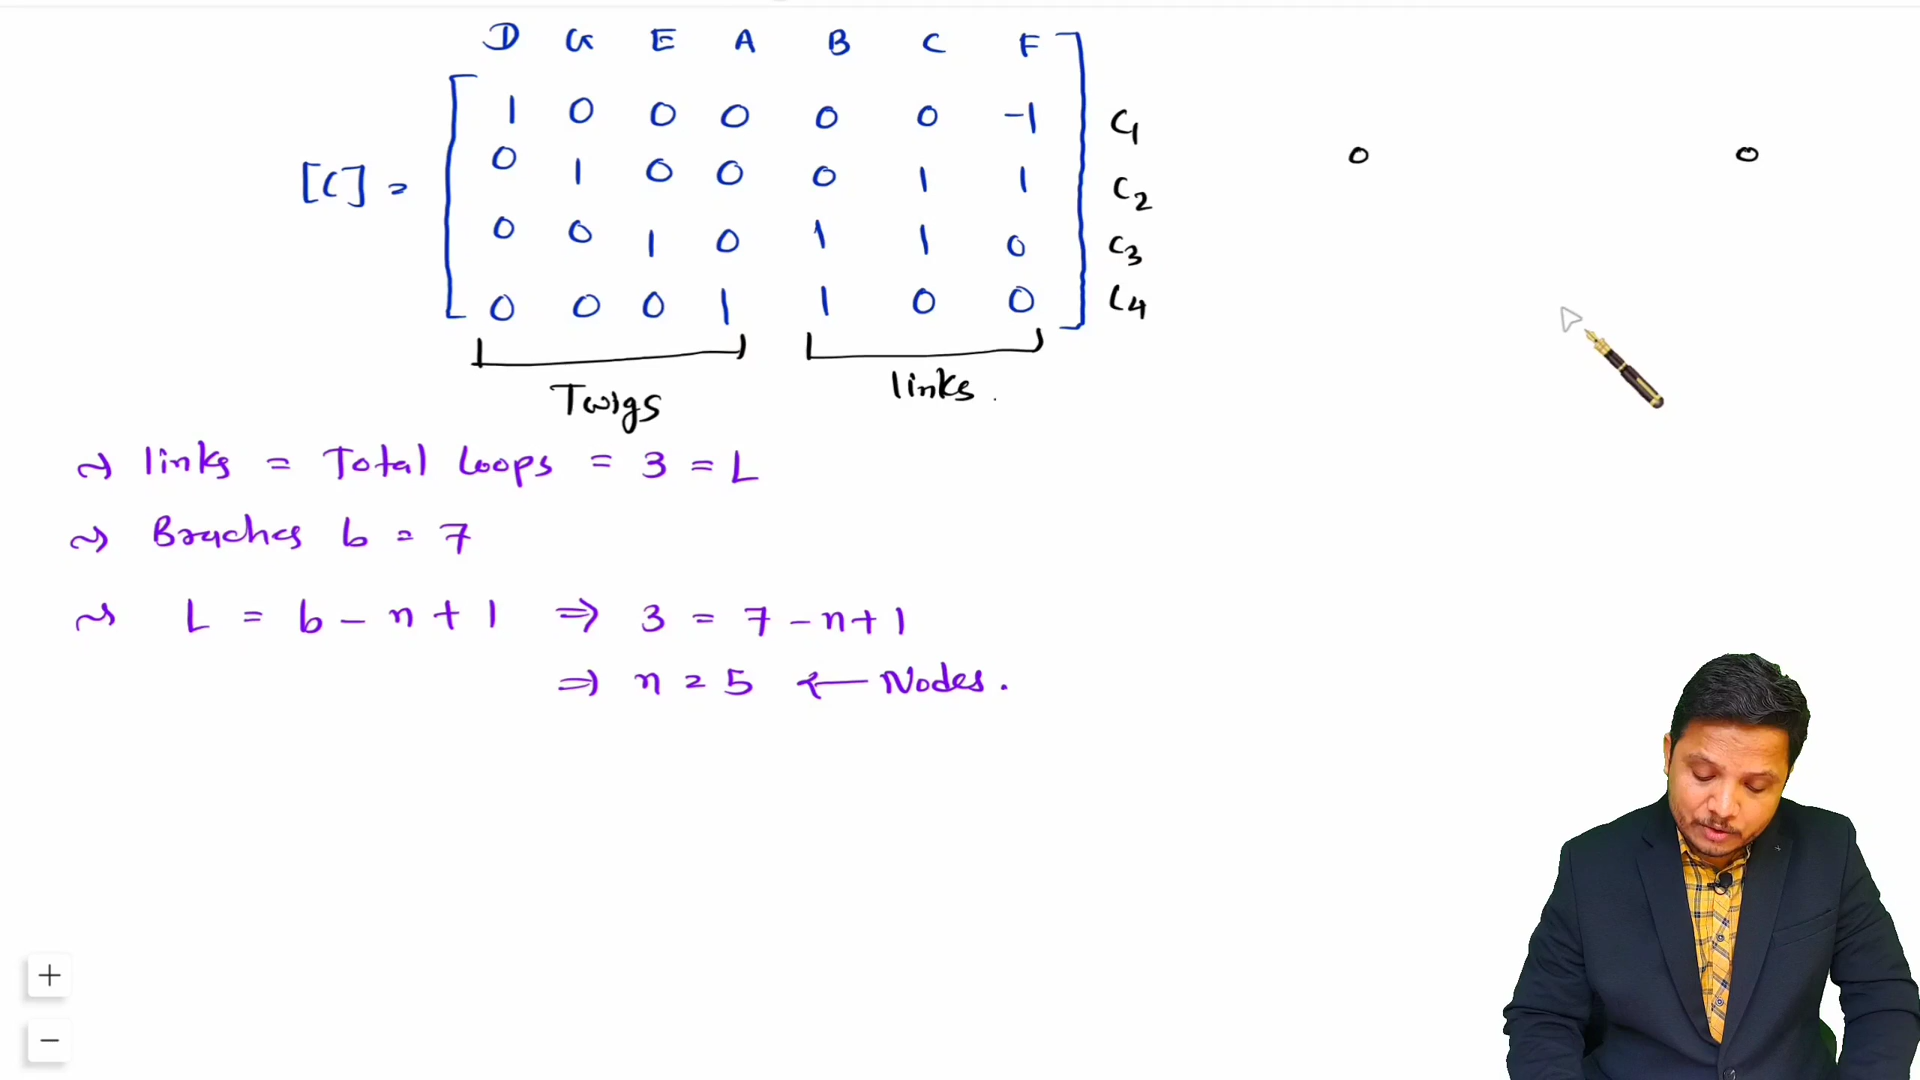 D G E A B C F
1 0 0 0 0 0 -1 C1
[C] = 0 1 0 0 0 1 1 C2
0 0 1 0 1 1 0 C3
0 0 0 1 1 0 0 C4
Twigs links.
~> links = Total Loops = 3 = L
~> Braches b = 7
~> L = b - n + 1 => 3 = 7 - n + 1
=> n = 5 <— Nodes.